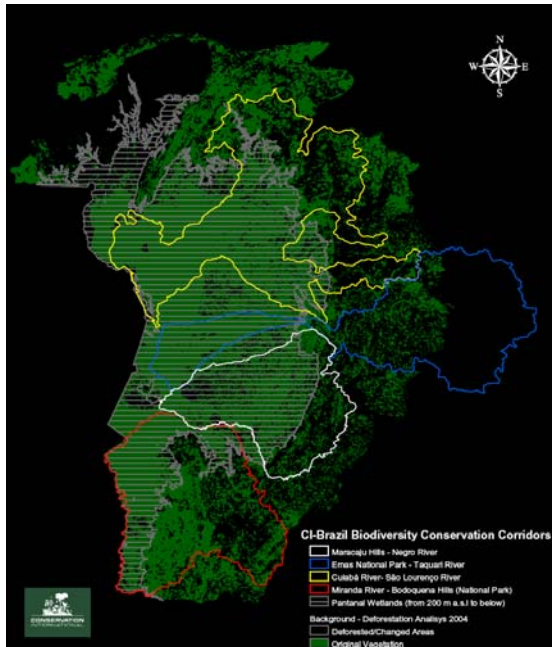 N
W E
S
CI-Brazil Biodiversity Conservation Corridors
Maracaju Hills - Negro River
Emas National Park - Taquari River
Cuiabá River- São Lourenço River
Miranda River - Bodoquena Hills (National Park)
Pantanal Wetlands (from 200 m a.s.l to below)
Background - Deforestation Analisys 2004
Deforested/Changed Areas
Original Vegetation
CONSERVATION
INTERNATIONAL